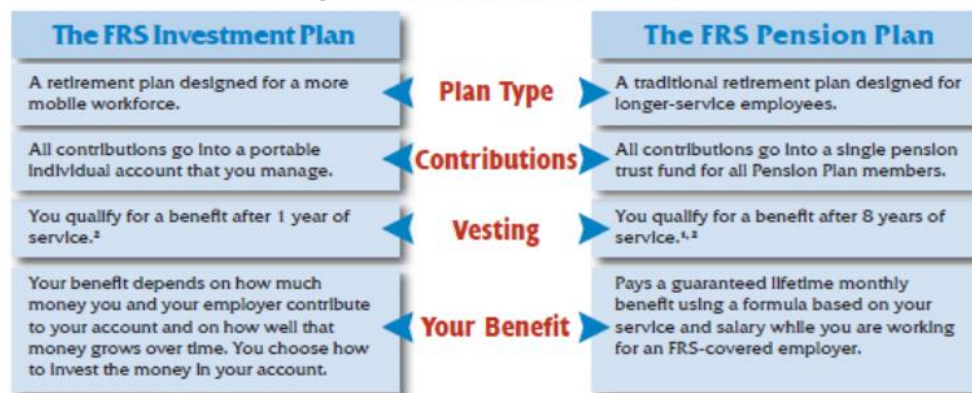 The FRS Investment Plan
The FRS Pension Plan
A retirement plan designed for a more
mobile workforce.
Plan Type
A traditional retirement plan designed for
longer-service employees.
All contributions go into a portable
individual account that you manage.
Contributions
All contributions go into a single pension
trust fund for all Pension Plan members.
You qualify for a benefit after 1 year of
service.²
Vesting
You qualify for a benefit after 8 years of
service.¹,²
Your benefit depends on how much
money you and your employer contribute
to your account and on how well that
money grows over time. You choose how
to invest the money in your account.
Your Benefit
Pays a guaranteed lifetime monthly
benefit using a formula based on your
service and salary while you are working
for an FRS-covered employer.